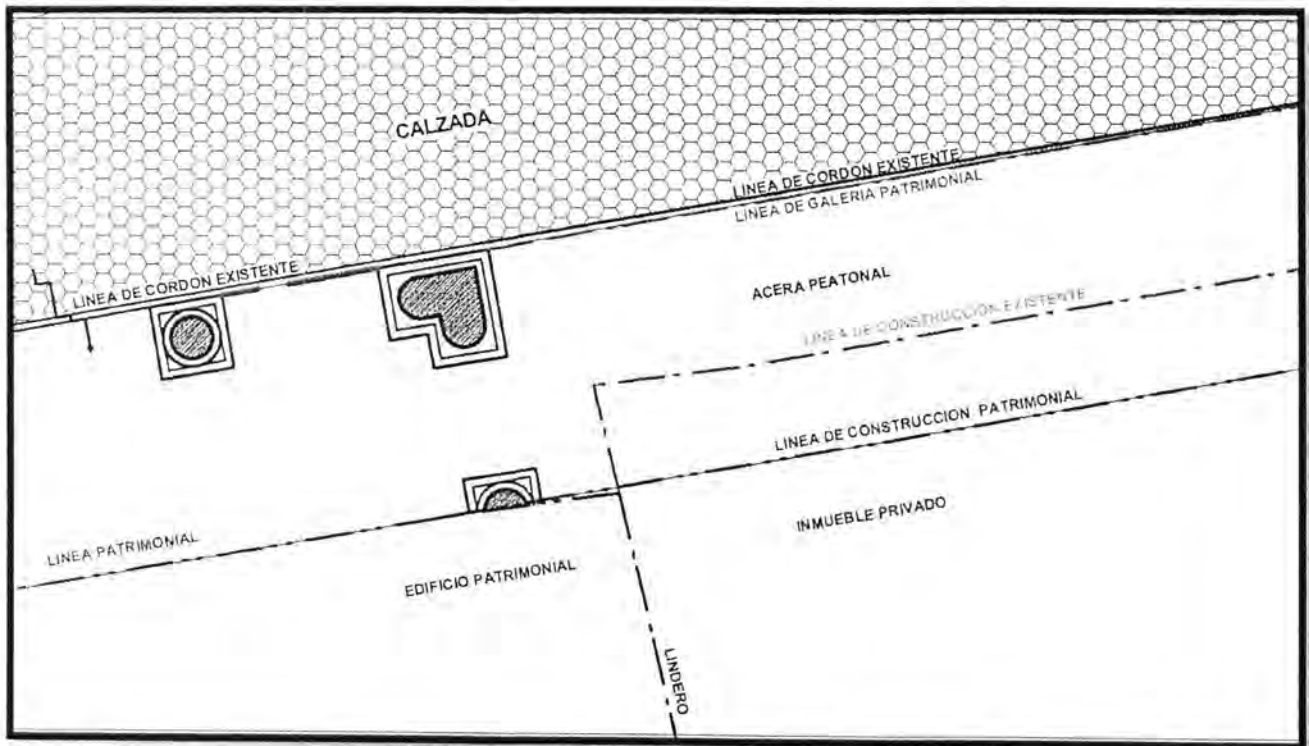 CALZADA
LINEA DE CORDON EXISTENTE
LINEA DE GALERIA PATRIMONIAL
LINEA DE CORDON EXISTENTE
ACERA PEATONAL
LINEA DE CONSTRUCCION EXISTENTE
LINEA DE CONSTRUCCION PATRIMONIAL
INMUEBLE PRIVADO
LINEA PATRIMONIAL
EDIFICIO PATRIMONIAL
LINDERO